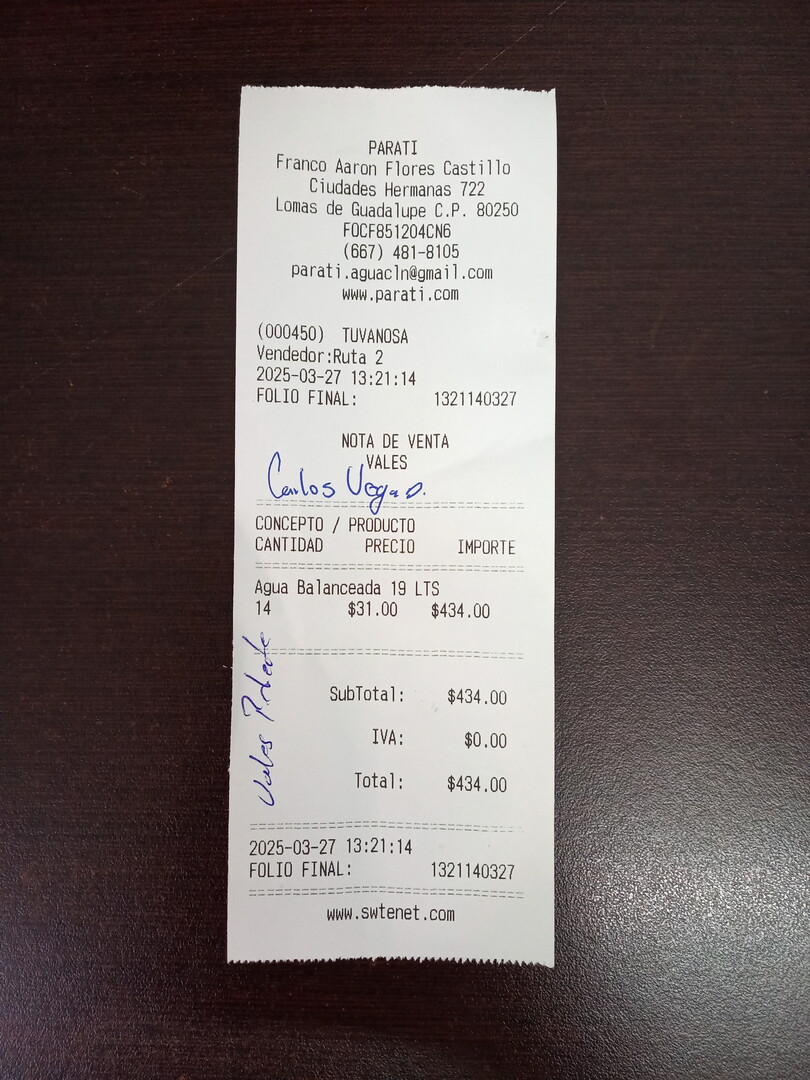 PARATI
Franco Aaron Flores Castillo
Ciudades Hermanas 722
Lomas de Guadalupe C.P. 80250
FOCF851204CN6
(667) 481-8105
parati.aguacln@gmail.com
www.parati.com
(000450) TUVANOSA
Vendedor:Ruta 2
2025-03-27 13:21:14
FOLIO FINAL: 1321140327
NOTA DE VENTA
VALES
Carlos Vega D.
CONCEPTO / PRODUCTO
CANTIDAD PRECIO IMPORTE
Agua Balanceada 19 LTS
14 $31.00 $434.00
Vales
SubTotal: $434.00
IVA: $0.00
Total: $434.00
2025-03-27 13:21:14
FOLIO FINAL: 1321140327
www.swtenet.com